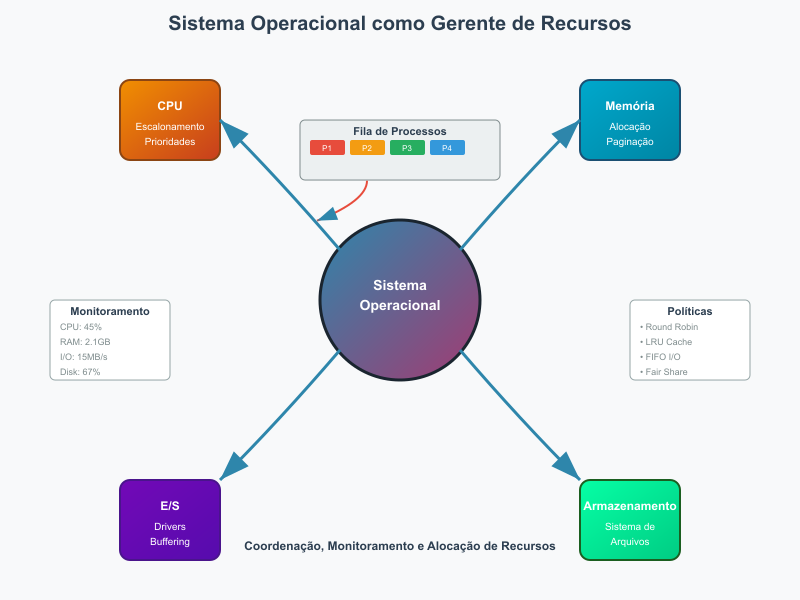 Sistema Operacional como Gerente de Recursos
CPU
Escalonamento
Prioridades
Fila de Processos
P1 P2 P3 P4
Memória
Alocação
Paginação
Sistema
Operacional
Monitoramento
CPU: 45%
RAM: 2.1GB
I/O: 15MB/s
Disk: 67%
Políticas
• Round Robin
• LRU Cache
• FIFO I/O
• Fair Share
E/S
Drivers
Buffering
Armazenamento
Sistema de
Arquivos
Coordenação, Monitoramento e Alocação de Recursos